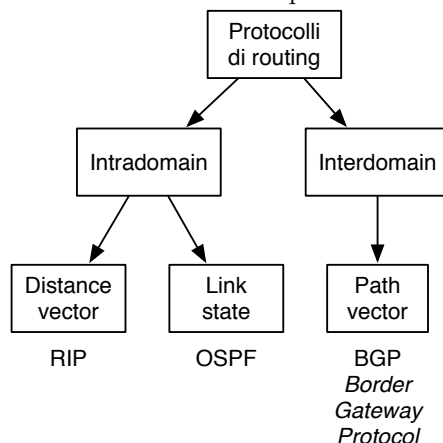 Protocolli
di routing
Intradomain
Interdomain
Distance
vector
Link
state
Path
vector
RIP
OSPF
BGP
Border
Gateway
Protocol